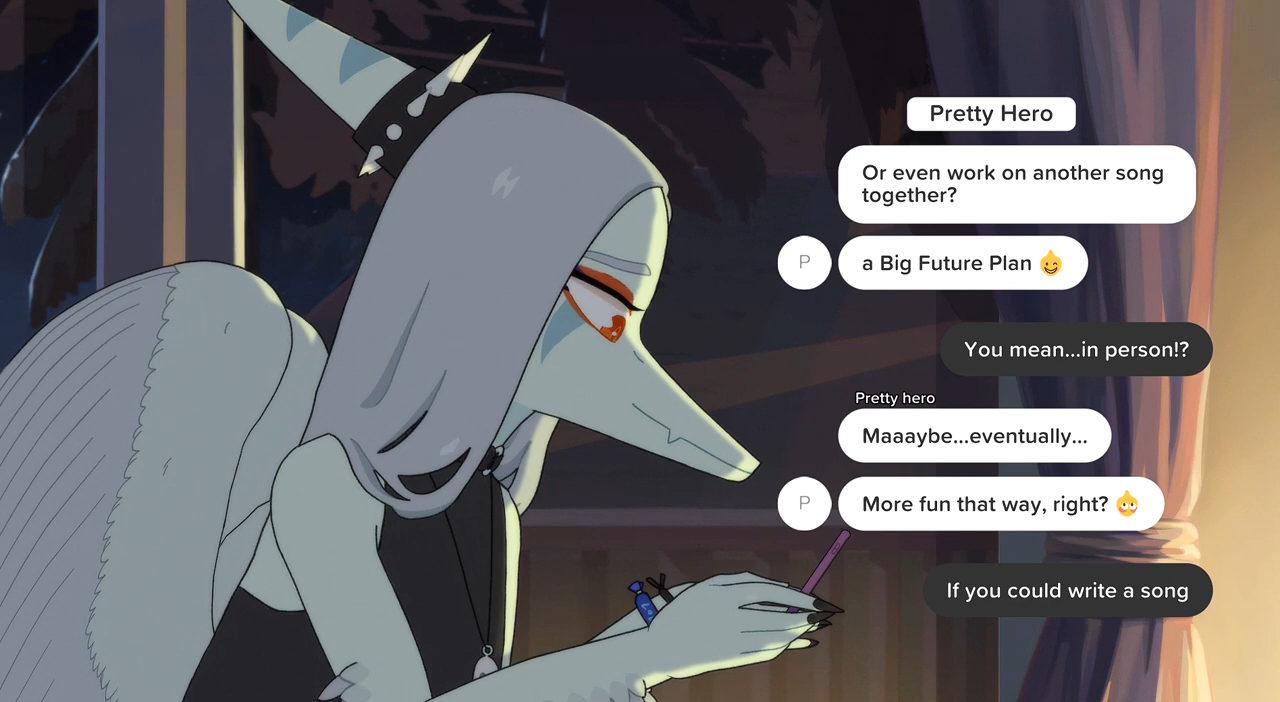 Pretty Hero
Or even work on another song
together?
P
a Big Future Plan
You mean...in person!?
Pretty hero
Maaaybe...eventually...
P
More fun that way, right?
If you could write a song